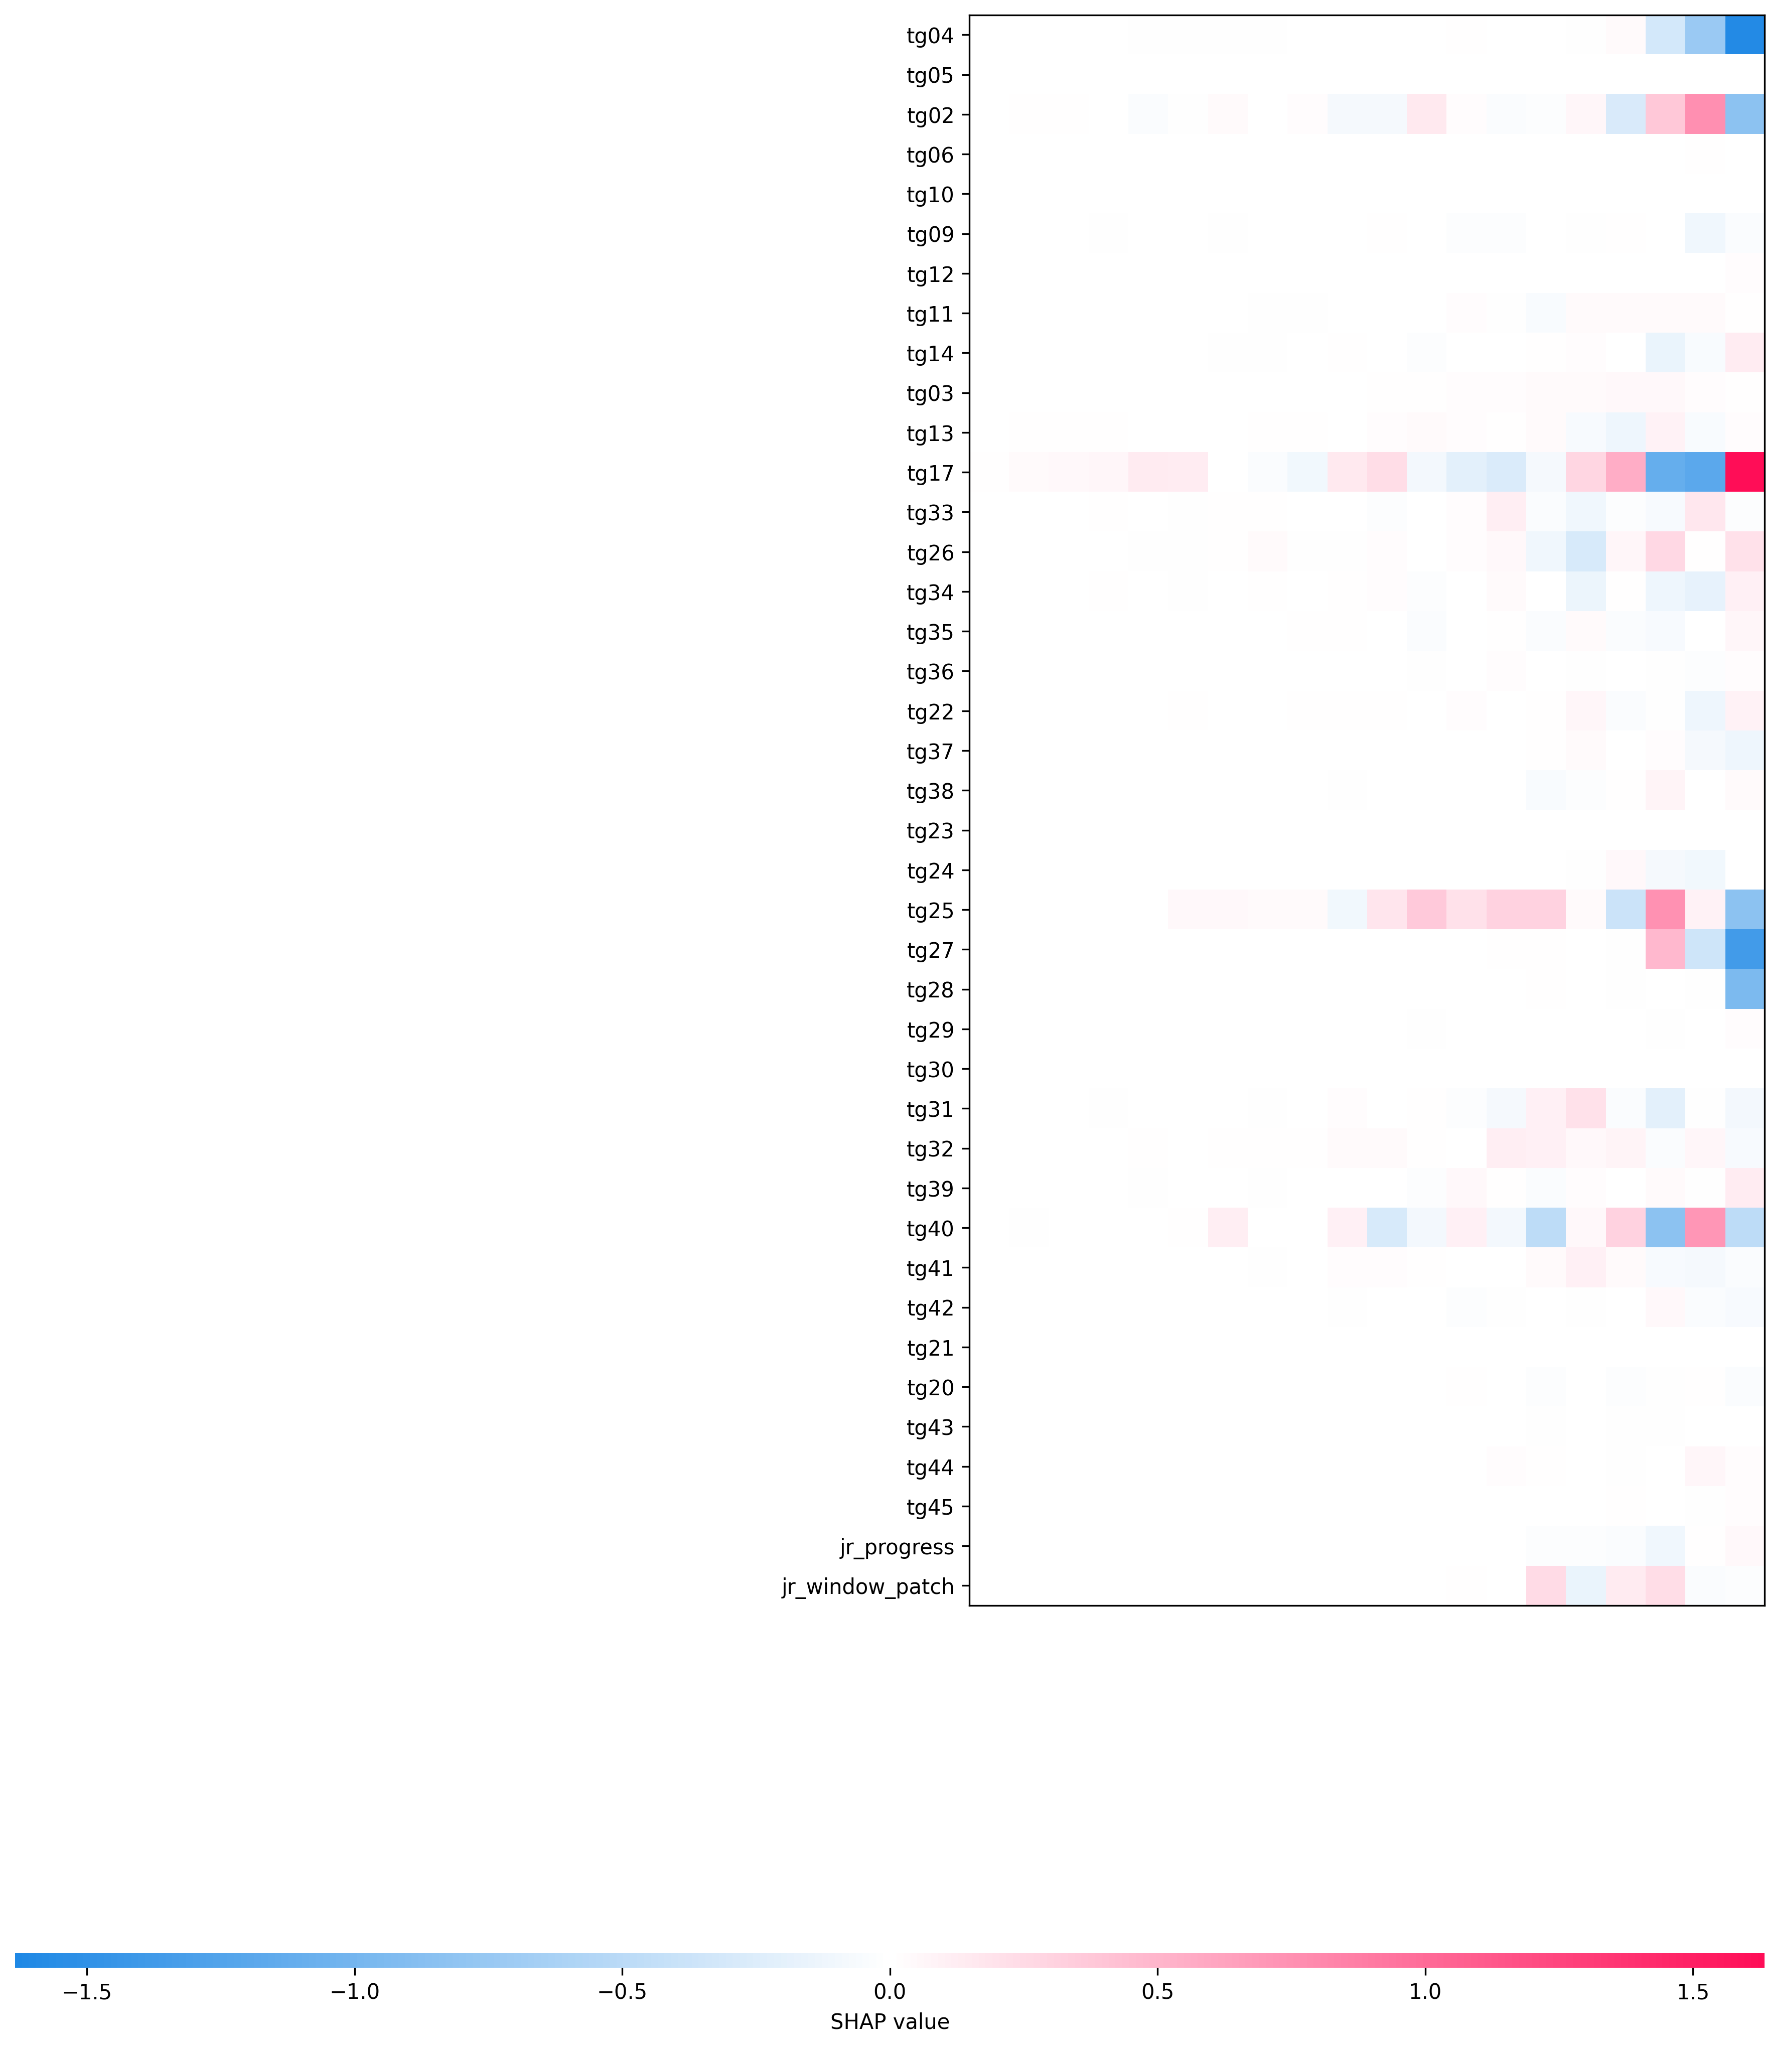 tg04
tg05
tg02
tg06
tg10
tg09
tg12
tg11
tg14
tg03
tg13
tg17
tg33
tg26
tg34
tg35
tg36
tg22
tg37
tg38
tg23
tg24
tg25
tg27
tg28
tg29
tg30
tg31
tg32
tg39
tg40
tg41
tg42
tg21
tg20
tg43
tg44
tg45
jr_progress
jr_window_patch
−1.5 −1.0 −0.5 0.0 0.5 1.0 1.5
SHAP value